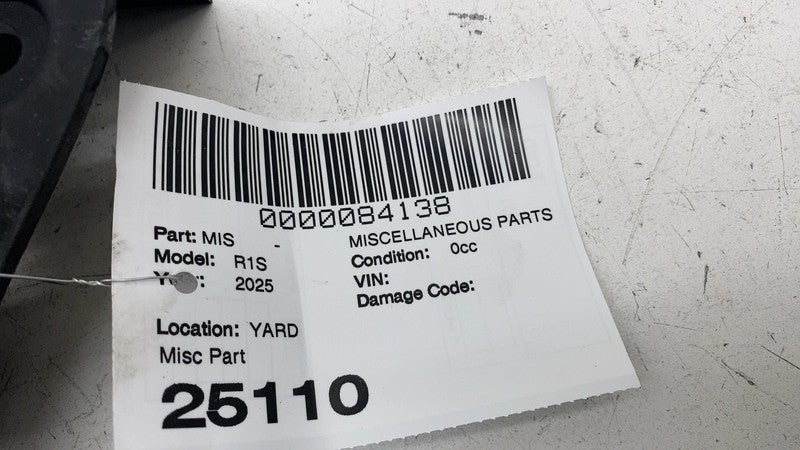 0000084138
Part: MIS - MISCELLANEOUS PARTS
Model: R1S Condition: 0cc
2025 VIN:
Damage Code:
Location: YARD
Misc Part
25110